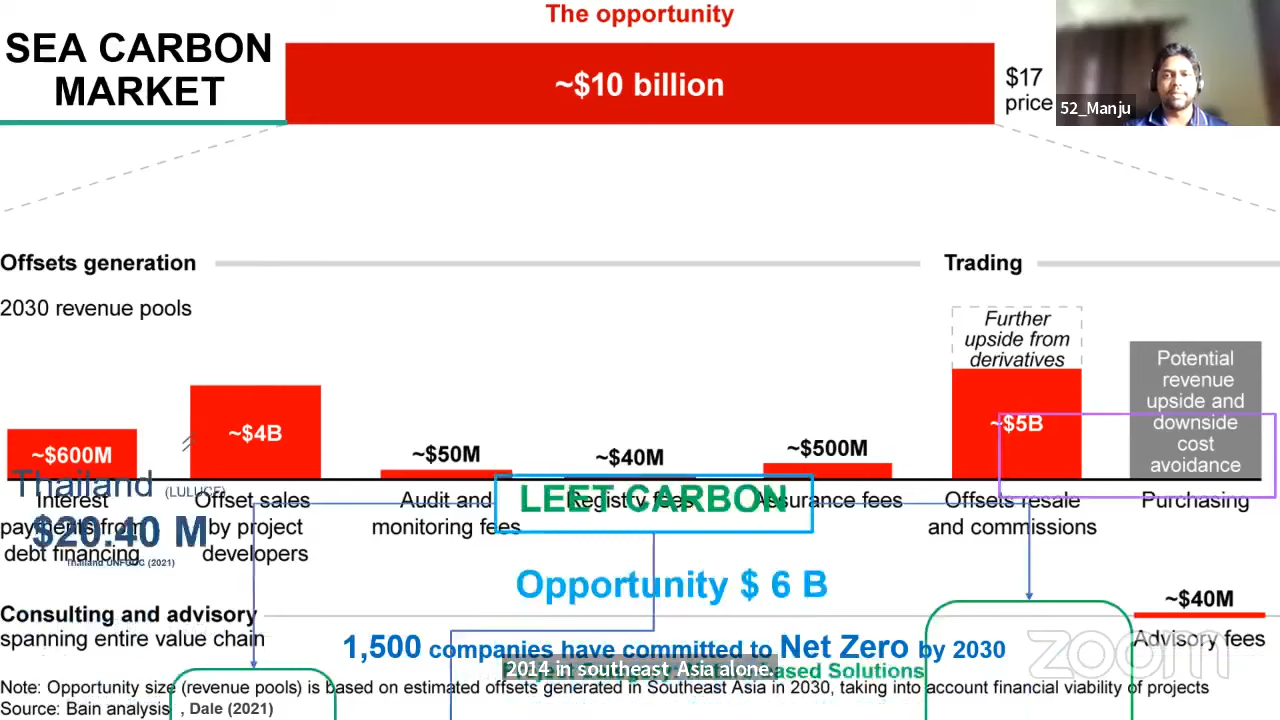 The opportunity
SEA CARBON
MARKET
~$10 billion
$17
price
52_Manju
Offsets generation
Trading
2030 revenue pools
Further
upside from
derivatives
Potential
revenue
upside and
downside
cost
avoidance
~$600M
~$4B
~$50M
~$40M
~$500M
~$5B
Interest
payments from
debt financing
Offset sales
by project
developers
Audit and
monitoring fees
Registry fees
Assurance fees
Offsets resale
and commissions
Purchasing
Thailand (LULUCF)
$20.40 M
Thailand UNFCCC (2021)
LEET CARBON
Opportunity $ 6 B
Consulting and advisory
spanning entire value chain
~$40M
Advisory fees
1,500 companies have committed to Net Zero by 2030
2014 in southeast Asia alone.
based Solutions
zoom
Note: Opportunity size (revenue pools) is based on estimated offsets generated in Southeast Asia in 2030, taking into account financial viability of projects
Source: Bain analysis , Dale (2021)